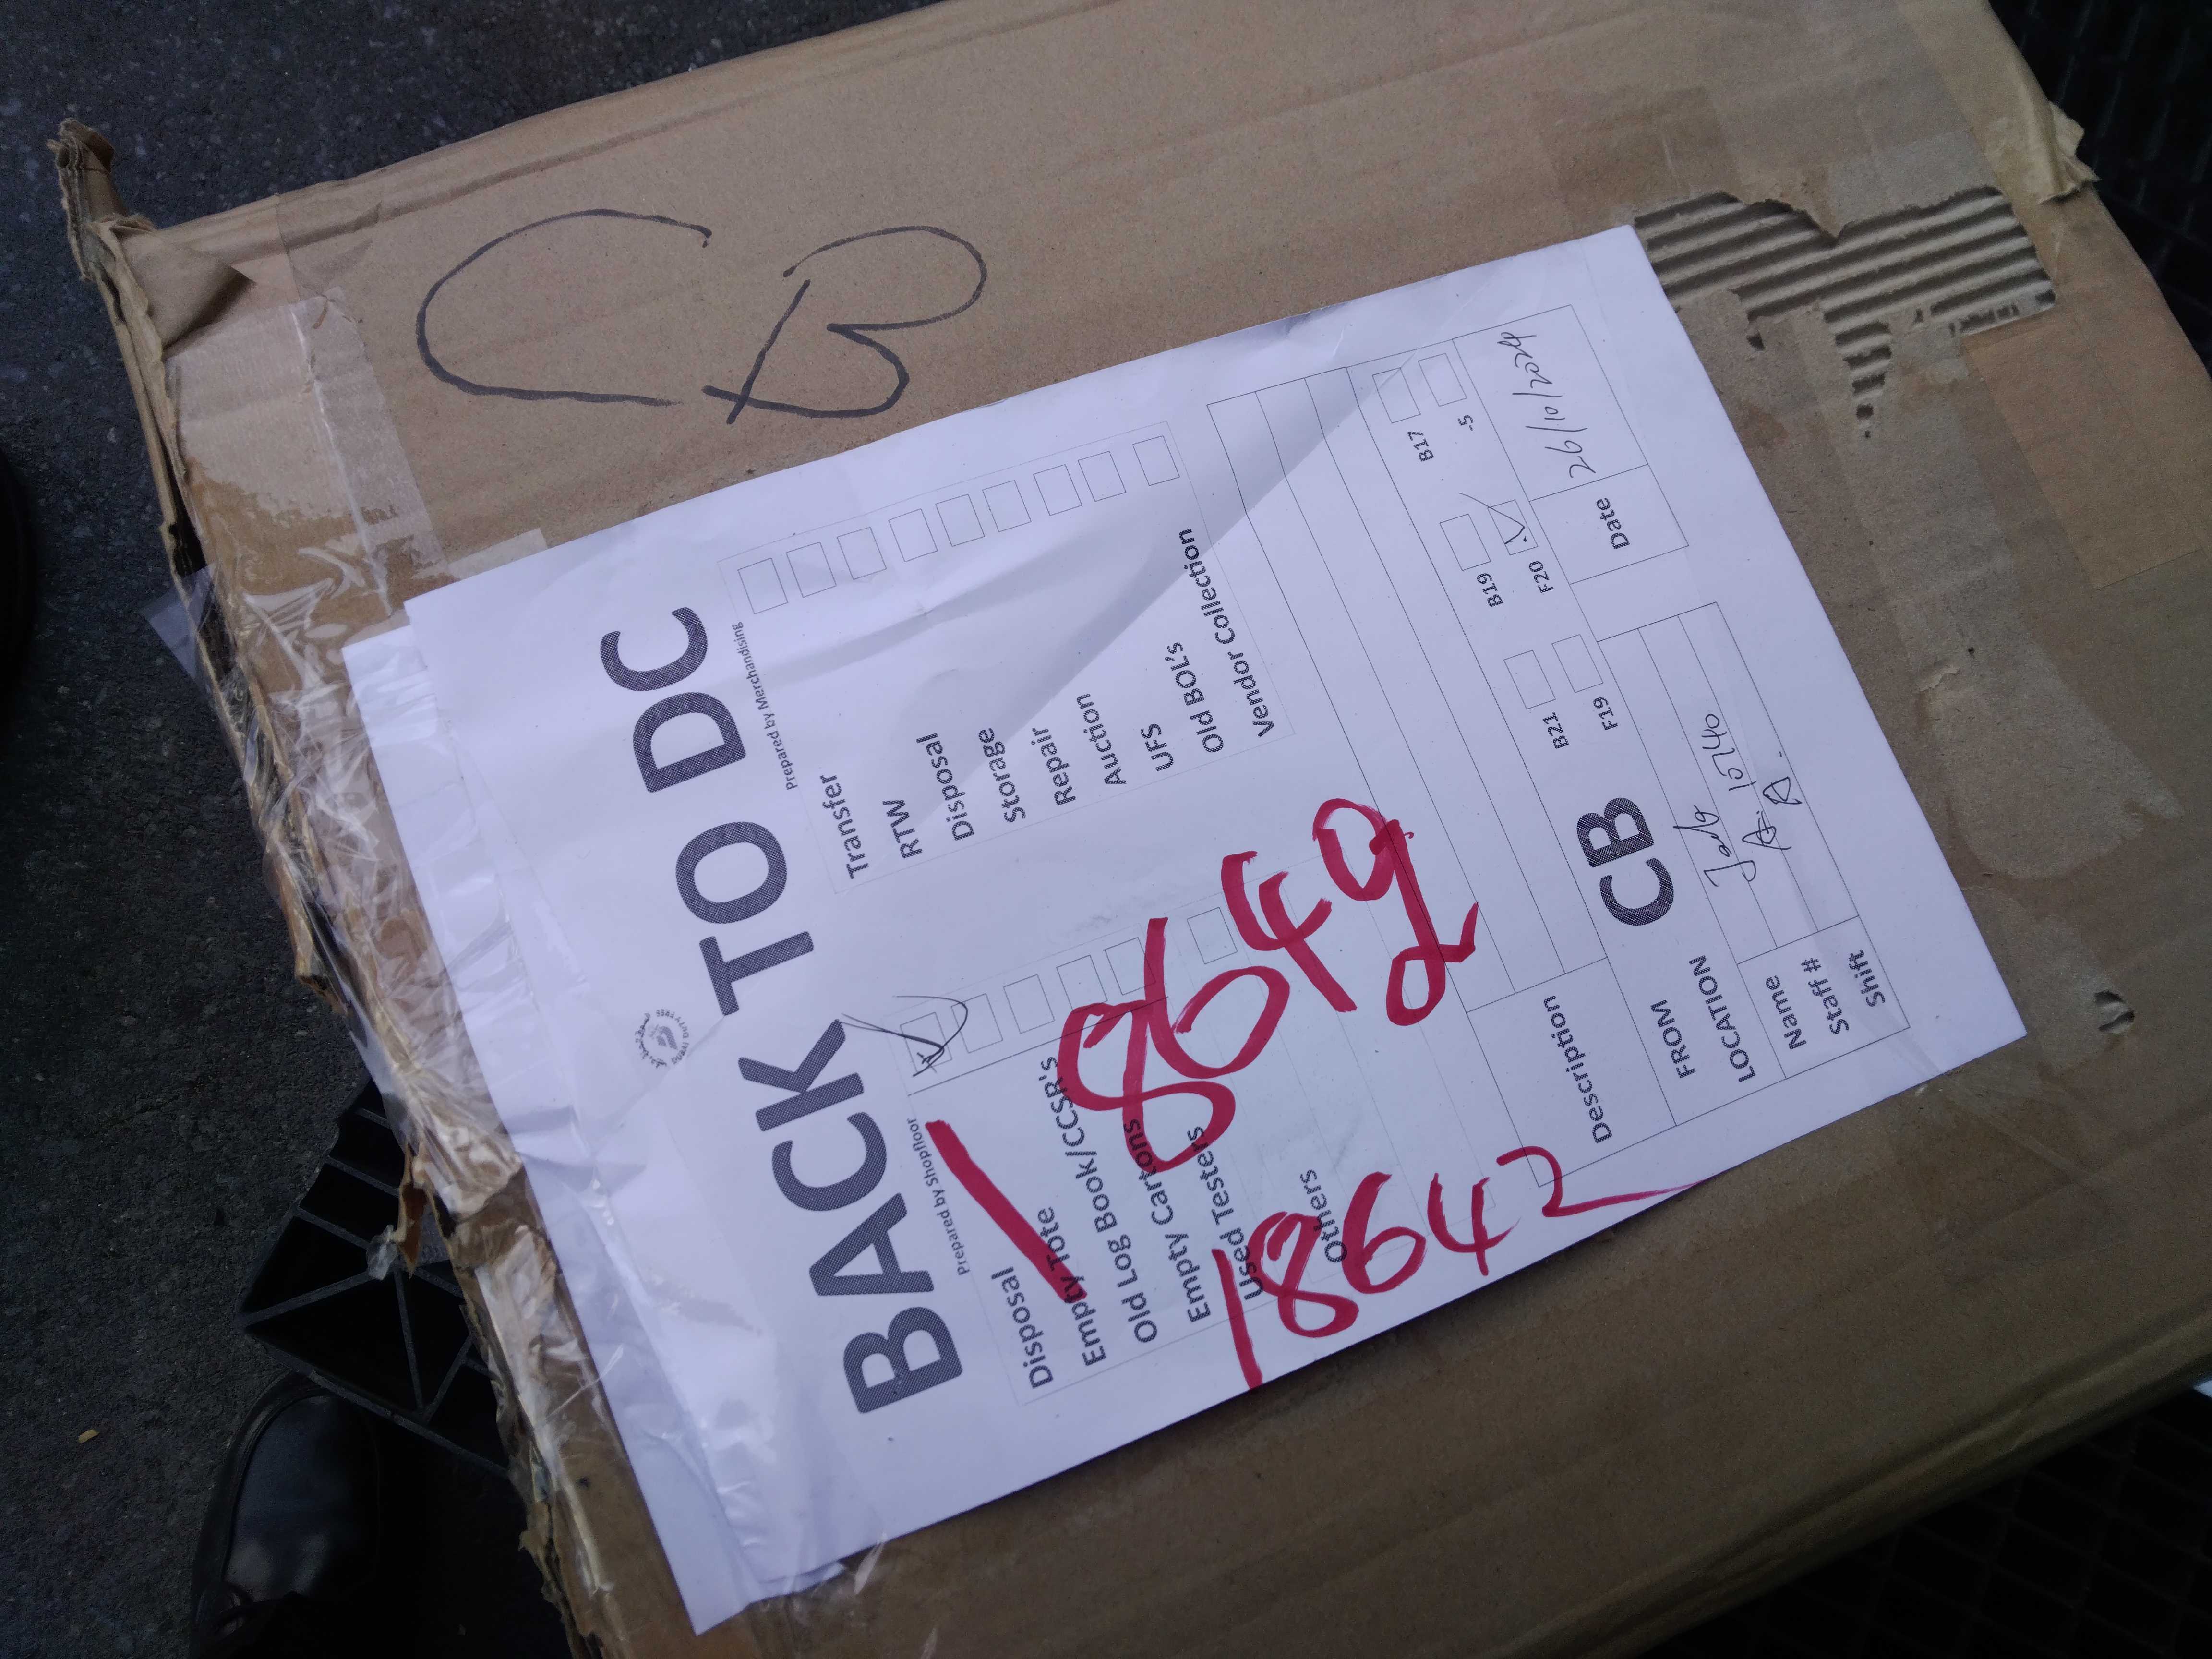 CB
BACK TO DC
Prepared by Shopfloor
Prepared by Merchandising
Disposal
Empty Tote
Old Log Book/CCSR's
Empty Cartons
Used Testers
Others
Transfer
RTW
Disposal
Storage
Repair
Auction
UFS
Old BOL's
Vendor Collection
18642
18642
Description
FROM
LOCATION
CB
B21
B19
B17
F19
F20
-5
Name
Staff #
15740
Shift
A.
Date
26/10/2024